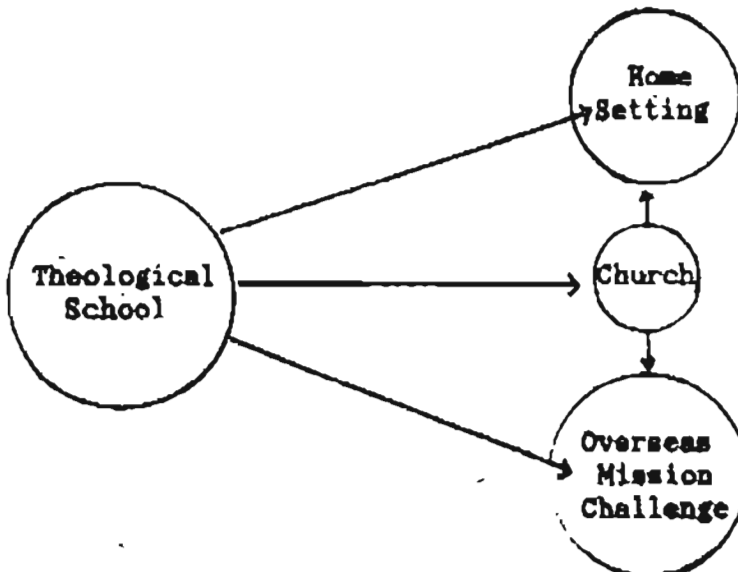 Home
Setting
Theological
School
Church
Overseas
Mission
Challenge